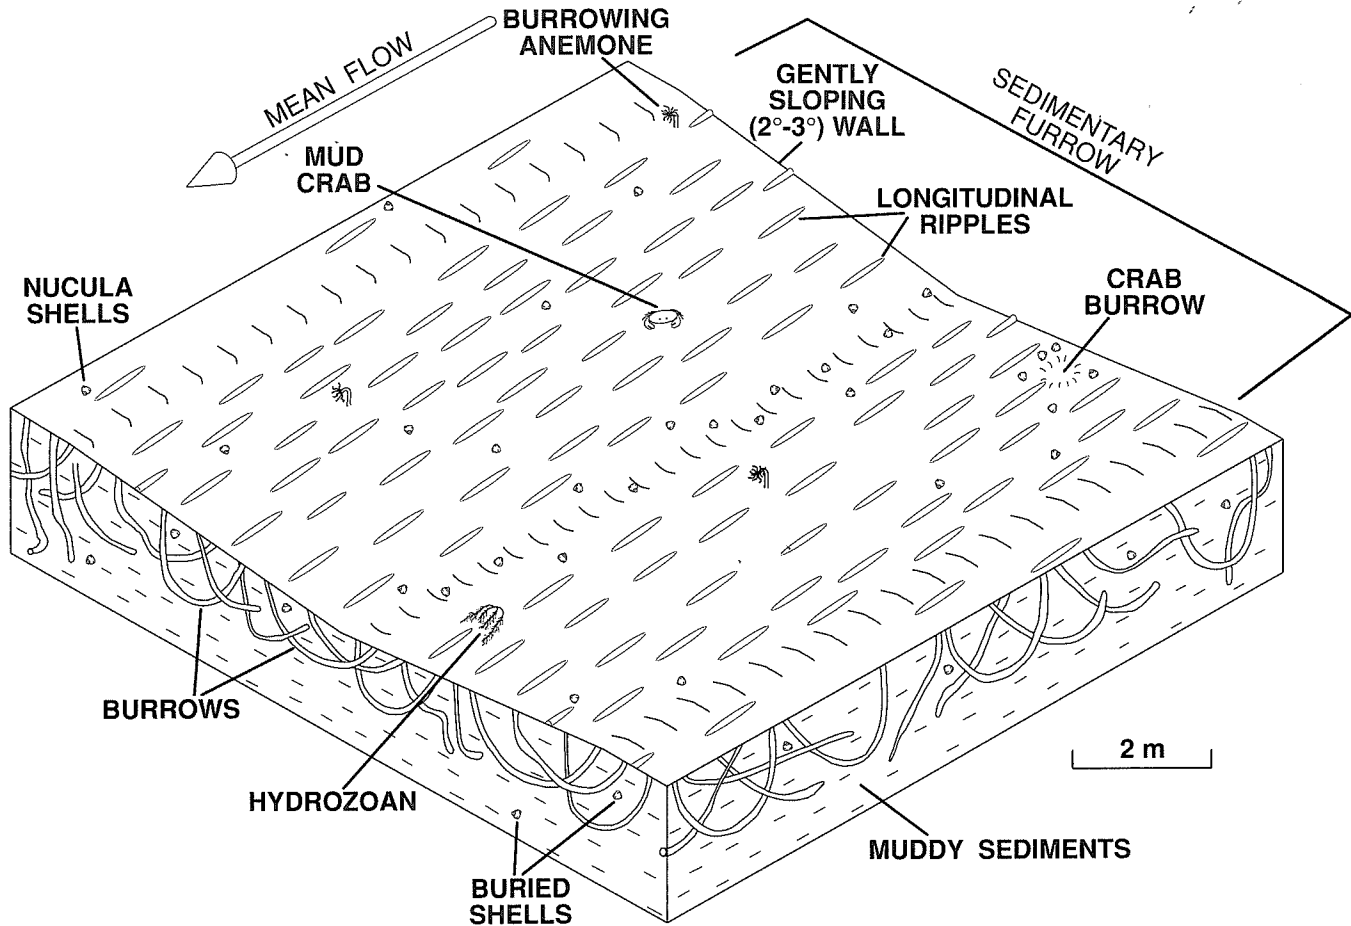 BURROWING
ANEMONE
MEAN FLOW
GENTLY
SLOPING
(2°-3°) WALL
SEDIMENTARY
FURROW
MUD
CRAB
LONGITUDINAL
RIPPLES
NUCULA
SHELLS
CRAB
BURROW
BURROWS
2 m
HYDROZOAN
MUDDY SEDIMENTS
BURIED
SHELLS